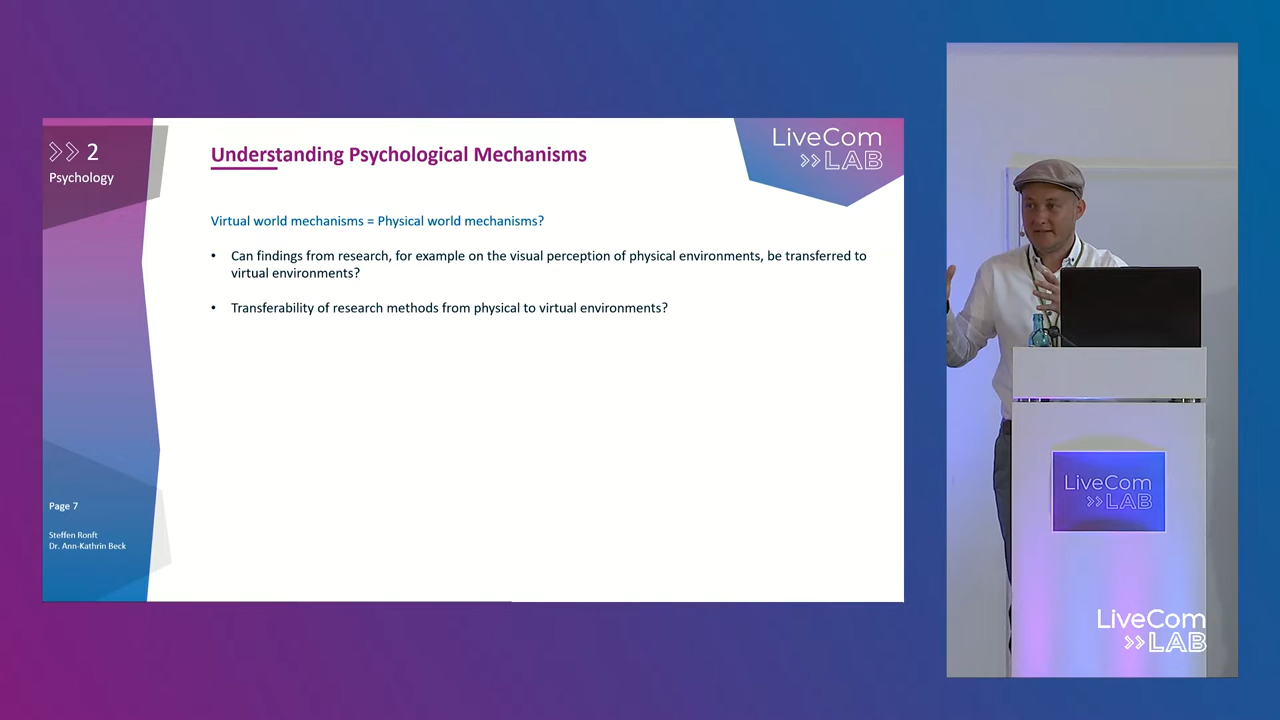 2
Psychology
Understanding Psychological Mechanisms
LiveCom
LAB
Virtual world mechanisms = Physical world mechanisms?
• Can findings from research, for example on the visual perception of physical environments, be transferred to
virtual environments?
• Transferability of research methods from physical to virtual environments?
Page 7
Steffen Ronft
Dr. Ann-Kathrin Beck
LiveCom
LAB
LiveCom
LAB